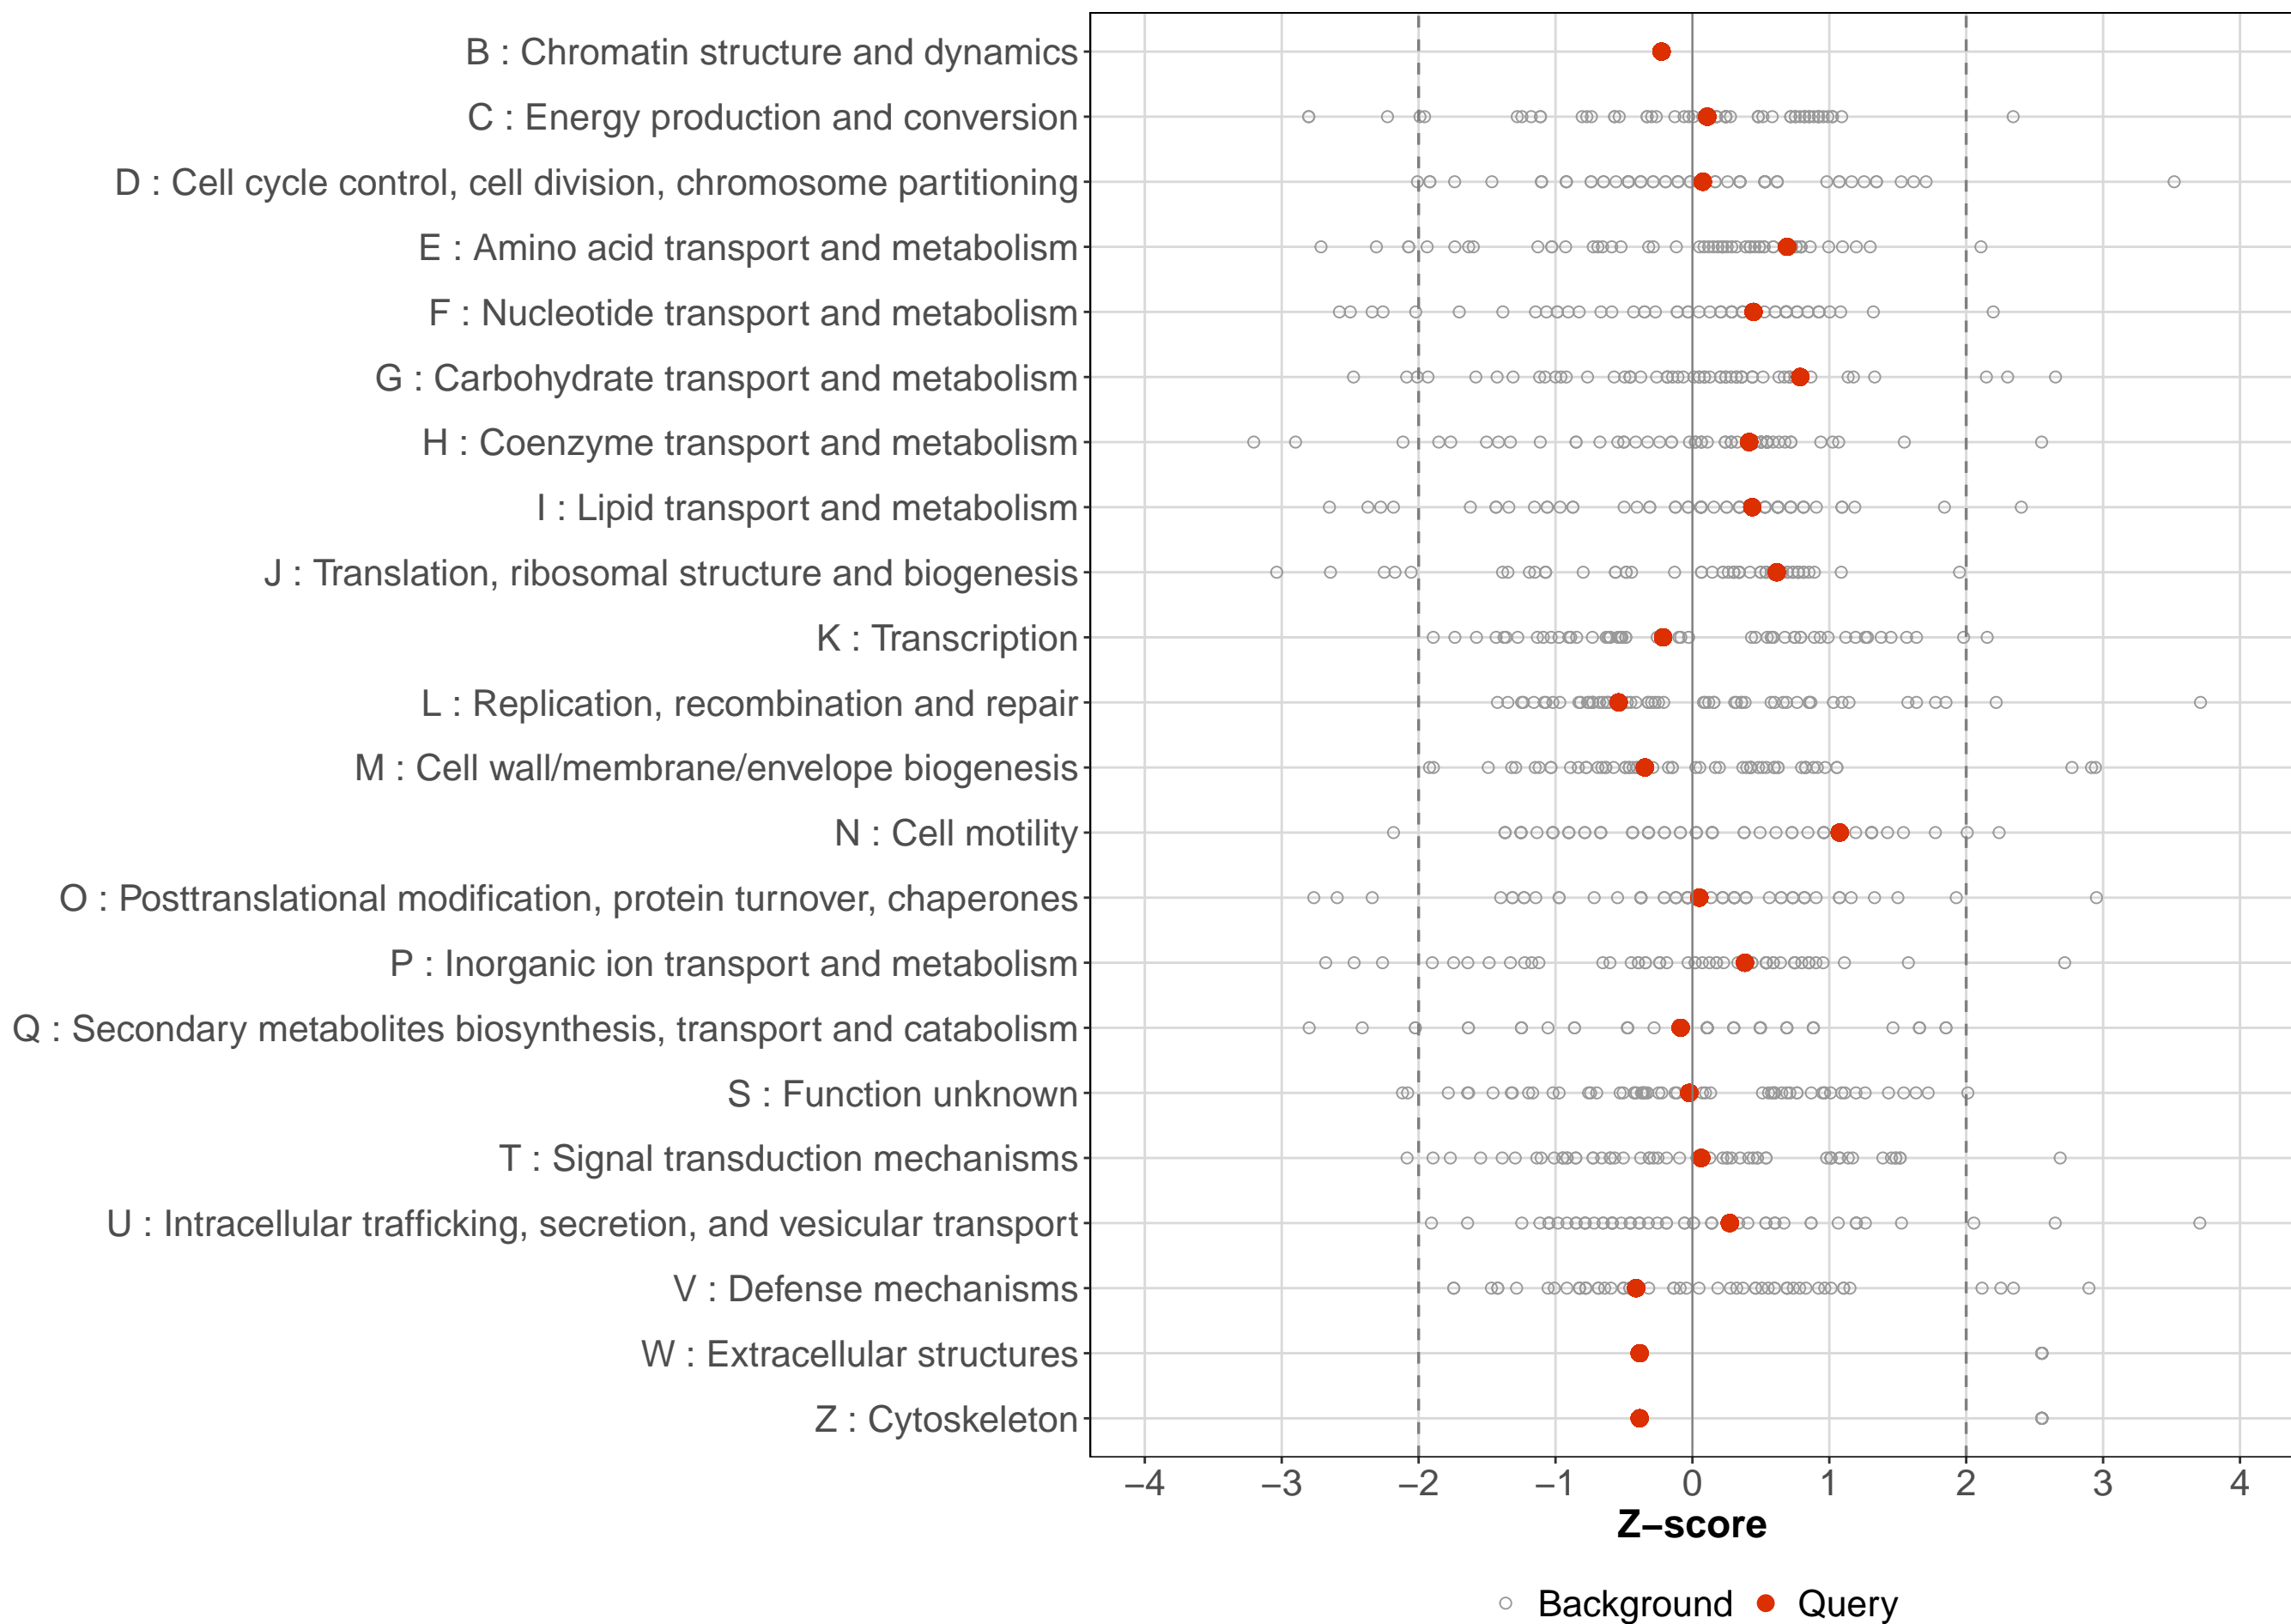 B : Chromatin structure and dynamics
C : Energy production and conversion
D : Cell cycle control, cell division, chromosome partitioning
E : Amino acid transport and metabolism
F : Nucleotide transport and metabolism
G : Carbohydrate transport and metabolism
H : Coenzyme transport and metabolism
I : Lipid transport and metabolism
J : Translation, ribosomal structure and biogenesis
K : Transcription
L : Replication, recombination and repair
M : Cell wall/membrane/envelope biogenesis
N : Cell motility
O : Posttranslational modification, protein turnover, chaperones
P : Inorganic ion transport and metabolism
Q : Secondary metabolites biosynthesis, transport and catabolism
S : Function unknown
T : Signal transduction mechanisms
U : Intracellular trafficking, secretion, and vesicular transport
V : Defense mechanisms
W : Extracellular structures
Z : Cytoskeleton
−4 −3 −2 −1 0 1 2 3 4
Z−score
Background Query